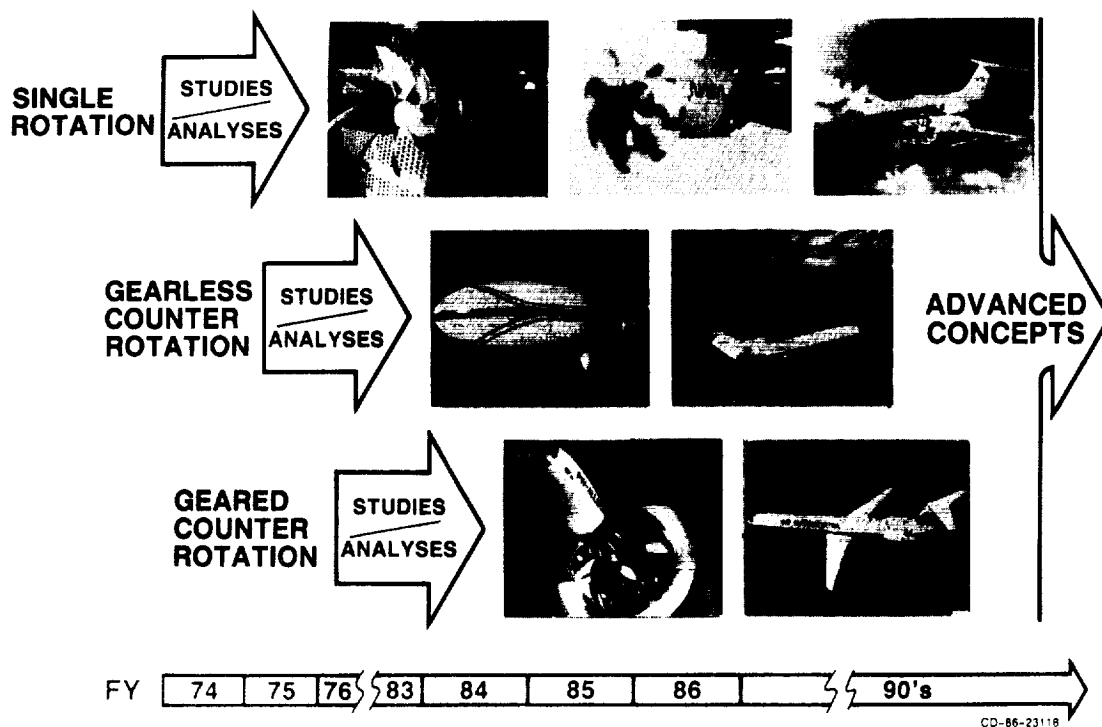 SINGLE
ROTATION
STUDIES
ANALYSES
GEARLESS
COUNTER
ROTATION
STUDIES
ANALYSES
ADVANCED
CONCEPTS
GEARED
COUNTER
ROTATION
STUDIES
ANALYSES
FY 74 75 76 83 84 85 86 90's
CD-86-23118